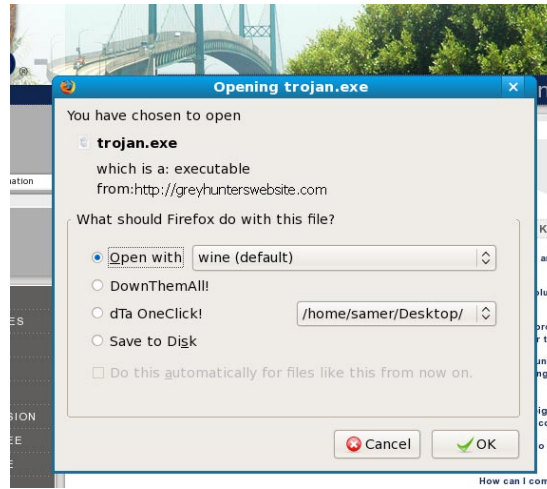 ®
Opening trojan.exe
You have chosen to open
trojan.exe
which is a: executable
from:http://greyhunterswebsite.com
What should Firefox do with this file?
Open with wine (default)
DownThemAll!
dTa OneClick! /home/samer/Desktop/
Save to Disk
Do this automatically for files like this from now on.
Cancel OK
How can I com